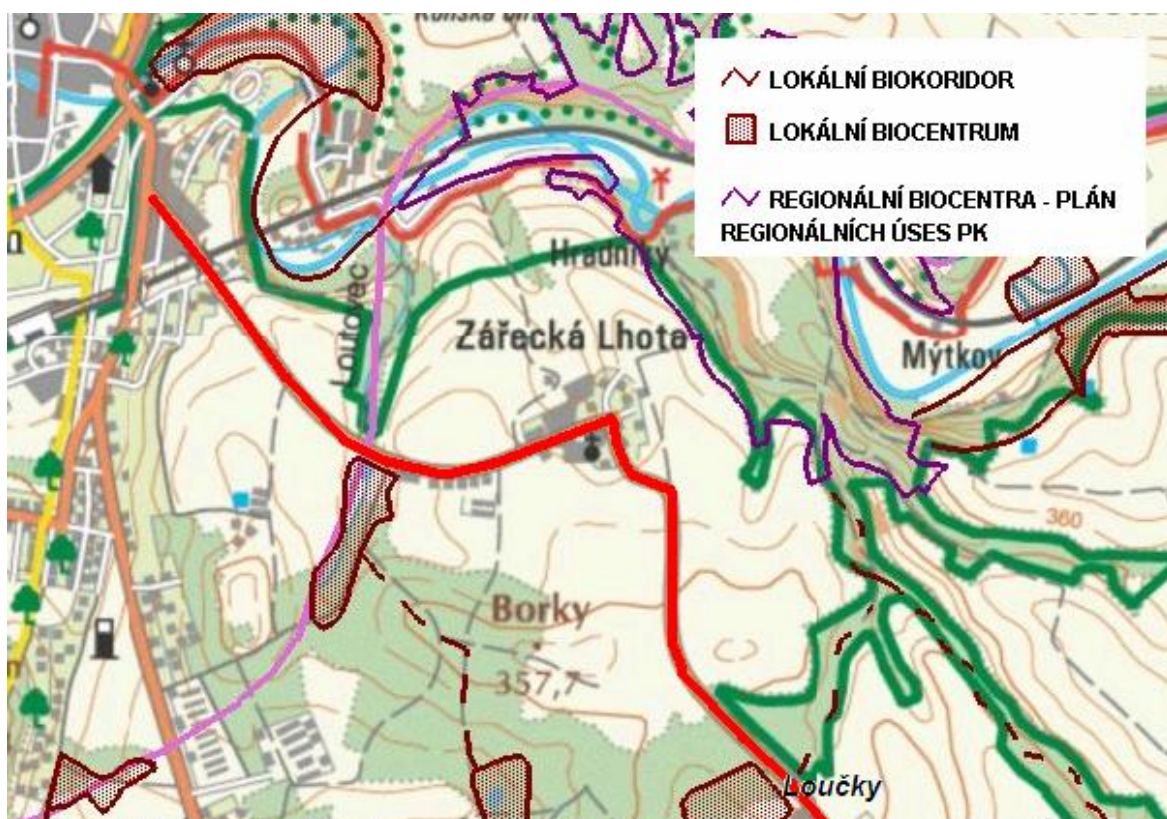 LOKÁLNÍ BIOKORIDOR
LOKÁLNÍ BIOCENTRUM
REGIONÁLNÍ BIOCENTRA - PLÁN
REGIONÁLNÍCH ÚSES PK
Hradníky
Loutovec
Zářecká Lhota
Mýtkov
360
Borky
357,7
Loučky